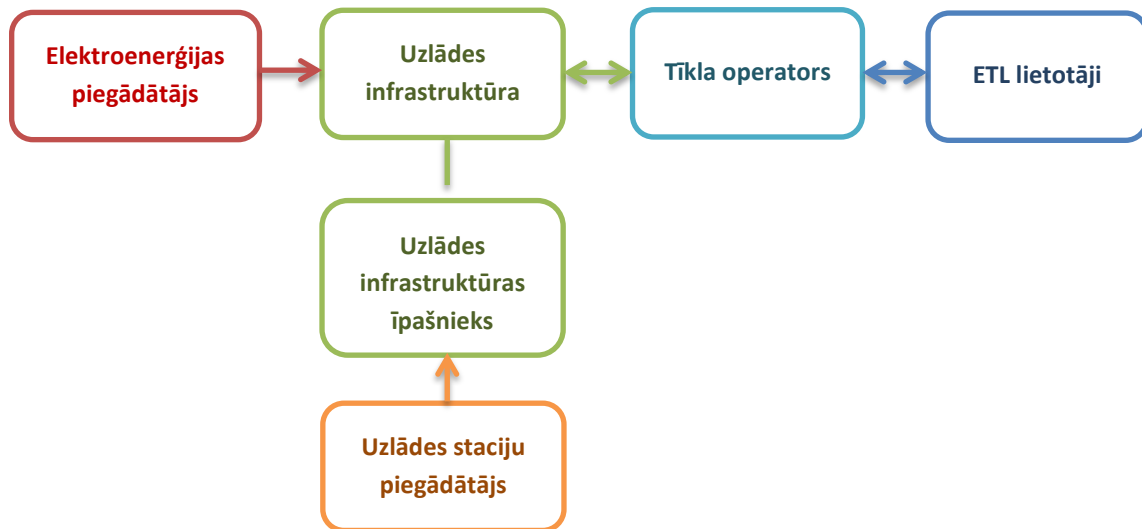 Elektroenerģijas
piegādātājs
Uzlādes
infrastruktūra
Tīkla operators
ETL lietotāji
Uzlādes
infrastruktūras
īpašnieks
Uzlādes staciju
piegādātājs